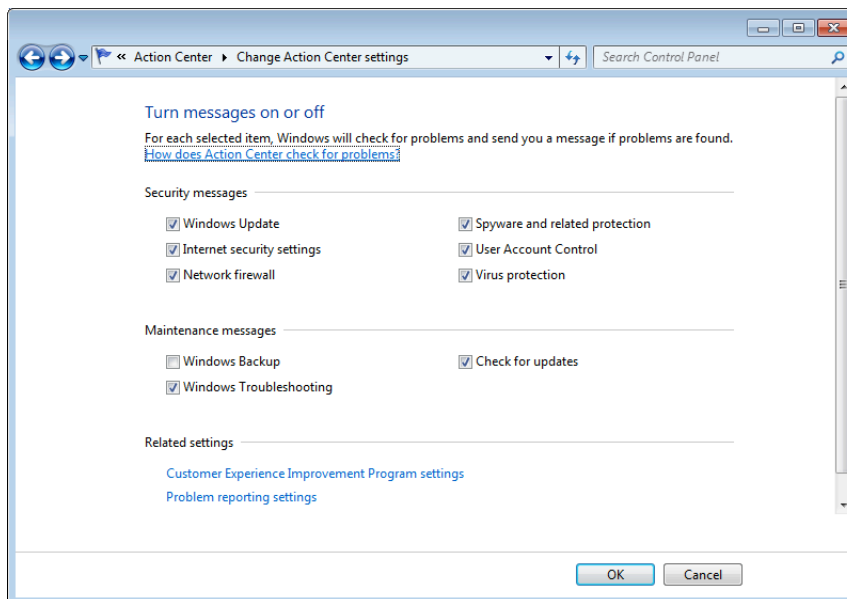 « Action Center ▸ Change Action Center settings
Search Control Panel
Turn messages on or off
For each selected item, Windows will check for problems and send you a message if problems are found.
How does Action Center check for problems?
Security messages
Windows Update
Spyware and related protection
Internet security settings
User Account Control
Network firewall
Virus protection
Maintenance messages
Windows Backup
Check for updates
Windows Troubleshooting
Related settings
Customer Experience Improvement Program settings
Problem reporting settings
OK
Cancel